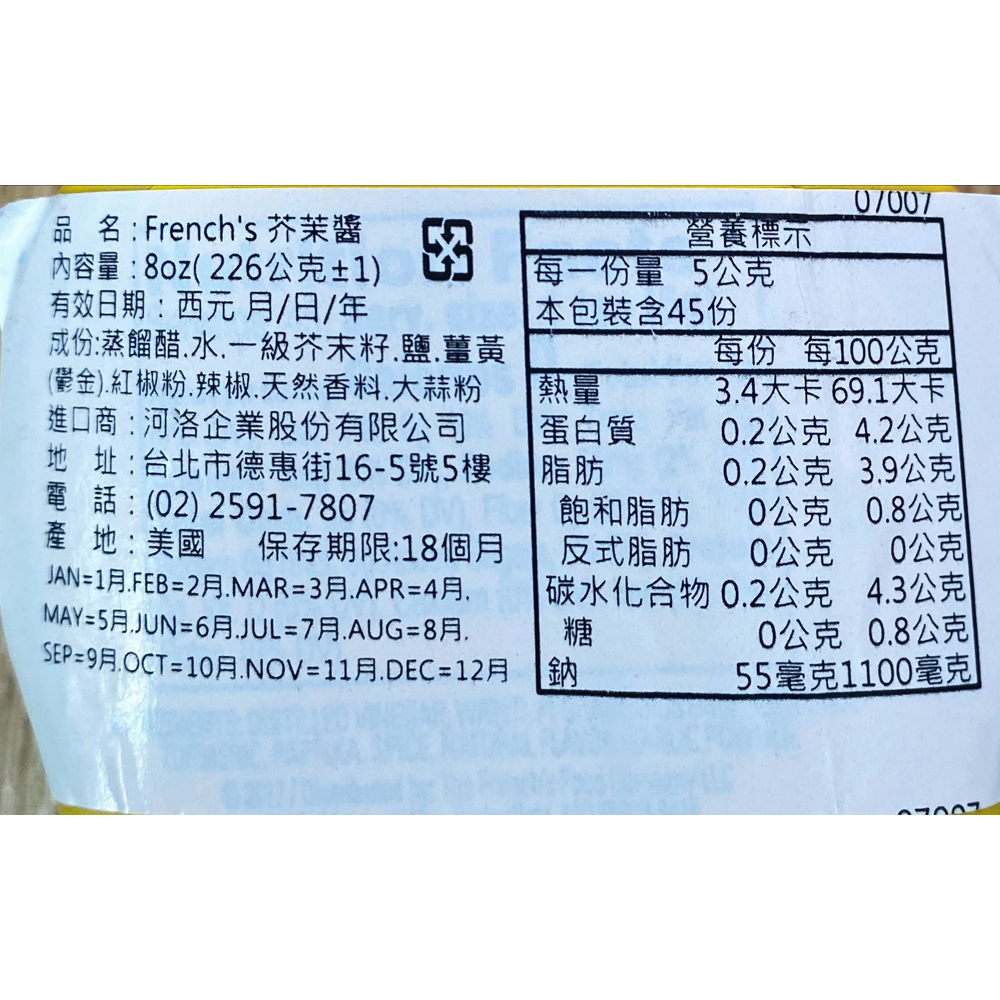 07007
品 名:French's 芥茉醬
內容量:8oz(226公克±1)
有效日期:西元 月/日/年
成份:蒸餾醋.水.一級芥末籽.鹽.薑黃
(鬱金).紅椒粉.辣椒.天然香料.大蒜粉
進口商:河洛企業股份有限公司
地 址:台北市德惠街16-5號5樓
電 話:(02) 2591-7807
產 地:美國 保存期限:18個月
JAN=1月.FEB=2月.MAR=3月.APR=4月.
MAY=5月.JUN=6月.JUL=7月.AUG=8月.
SEP=9月.OCT=10月.NOV=11月.DEC=12月
營養標示
每一份量 5公克
本包裝含45份
每份 每100公克
熱量 3.4大卡 69.1大卡
蛋白質 0.2公克 4.2公克
脂肪 0.2公克 3.9公克
飽和脂肪 0公克 0.8公克
反式脂肪 0公克 0公克
碳水化合物 0.2公克 4.3公克
糖 0公克 0.8公克
鈉 55毫克 1100毫克
07007